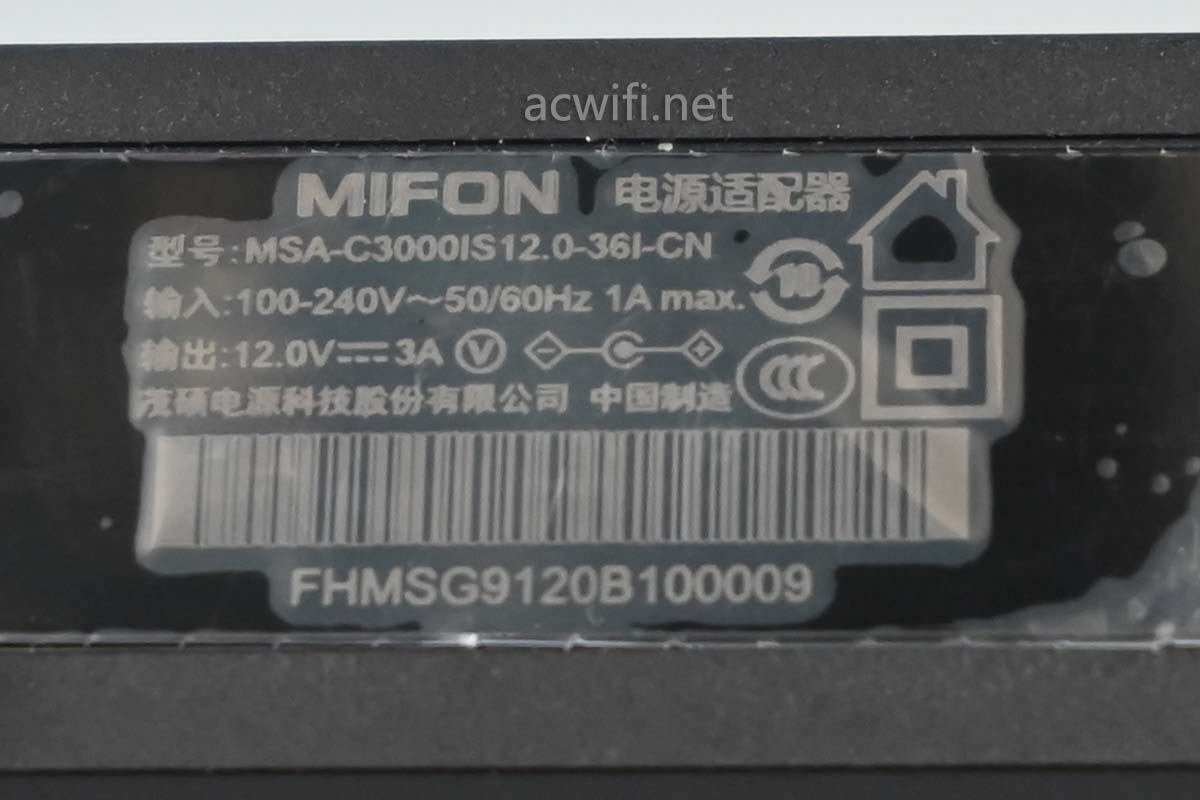 acwifi.net
MIFON 电源适配器
型号:MSA-C3000IS12.0-36I-CN
输入:100-240V～50/60Hz 1A max.
输出:12.0V⎓3A Ⓥ
茂硕电源科技股份有限公司 中国制造
10
CCC
FHMSG9120B100009